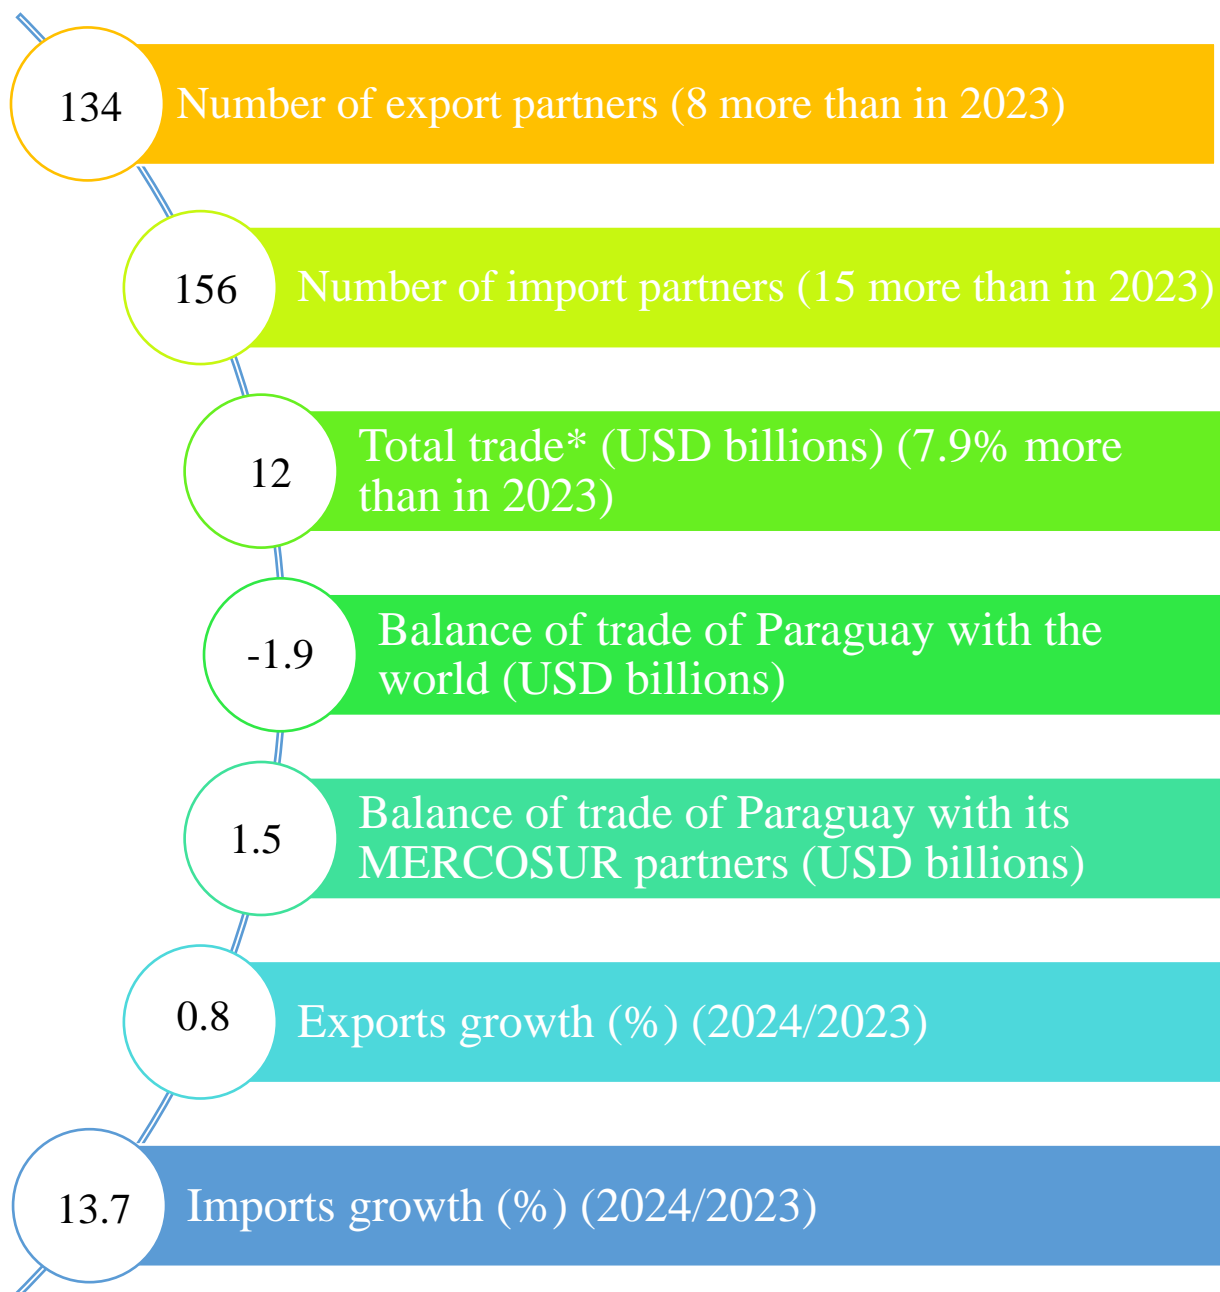 134
Number of export partners (8 more than in 2023)
156
Number of import partners (15 more than in 2023)
12
Total trade* (USD billions) (7.9% more
than in 2023)
-1.9
Balance of trade of Paraguay with the
world (USD billions)
1.5
Balance of trade of Paraguay with its
MERCOSUR partners (USD billions)
0.8
Exports growth (%) (2024/2023)
13.7
Imports growth (%) (2024/2023)